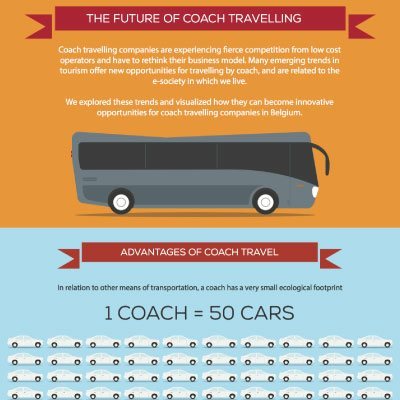 THE FUTURE OF COACH TRAVELLING
Coach travelling companies are experiencing fierce competition from low cost
operators and have to rethink their business model. Many emerging trends in
tourism offer new opportunities for travelling by coach, and are related to the
e-society in which we live.
We explored these trends and visualized how they can become innovative
opportunities for coach travelling companies in Belgium.
ADVANTAGES OF COACH TRAVEL
In relation to other means of transportation, a coach has a very small ecological footprint
1 COACH = 50 CARS